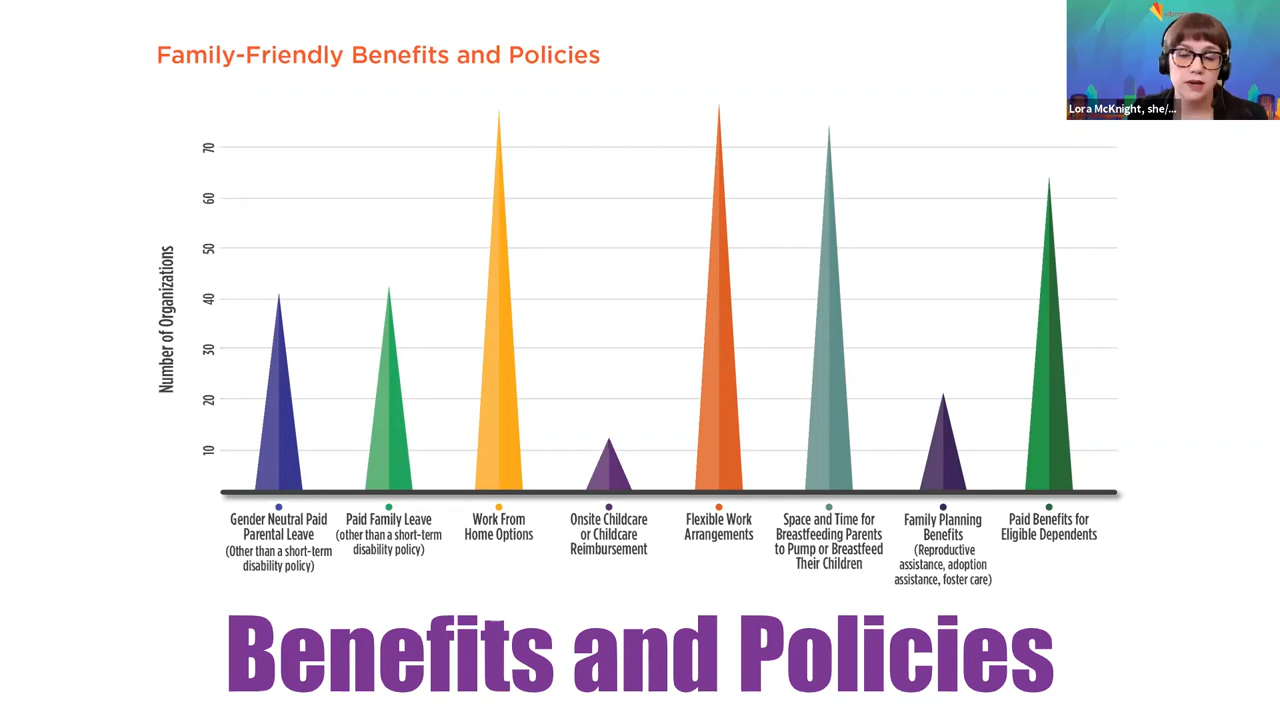 Family-Friendly Benefits and Policies
Lora McKnight, she/...
Number of Organizations
70
60
50
40
30
20
10
Gender Neutral Paid
Parental Leave
(Other than a short-term
disability policy)
Paid Family Leave
(other than a short-term
disability policy)
Work From
Home Options
Onsite Childcare
or Childcare
Reimbursement
Flexible Work
Arrangements
Space and Time for
Breastfeeding Parents
to Pump or Breastfeed
Their Children
Family Planning
Benefits
(Reproductive
assistance, adoption
assistance, foster care)
Paid Benefits for
Eligible Dependents
Benefits and Policies